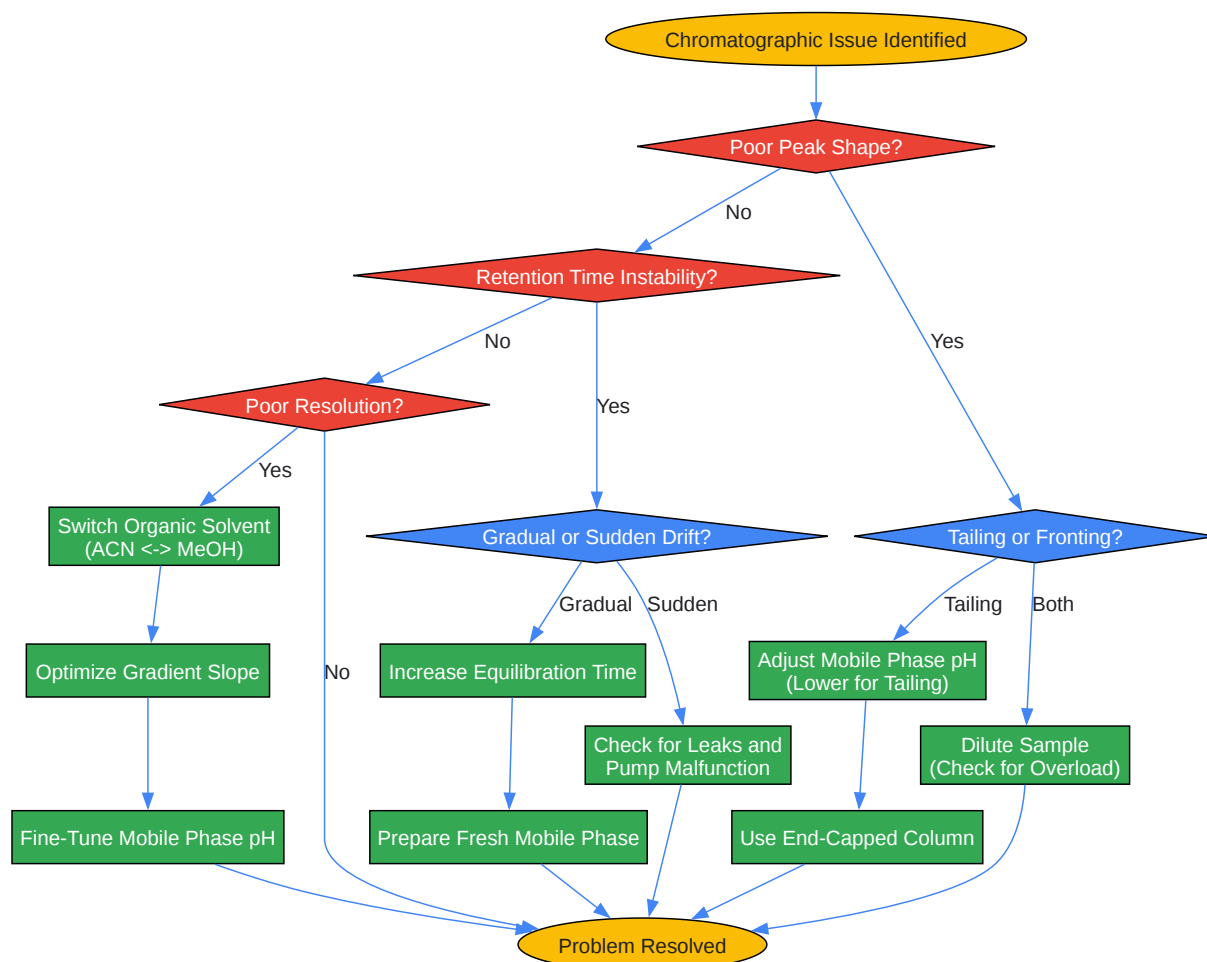 Chromatographic Issue Identified
Poor Peak Shape?
No
Retention Time Instability?
No
Yes
Poor Resolution?
Yes
Yes
Switch Organic Solvent
(ACN <-> MeOH)
Gradual or Sudden Drift?
Tailing or Fronting?
Gradual
Sudden
Tailing
Both
Optimize Gradient Slope
No
Increase Equilibration Time
Adjust Mobile Phase pH
(Lower for Tailing)
Check for Leaks and
Pump Malfunction
Dilute Sample
(Check for Overload)
Fine-Tune Mobile Phase pH
Prepare Fresh Mobile Phase
Use End-Capped Column
Problem Resolved